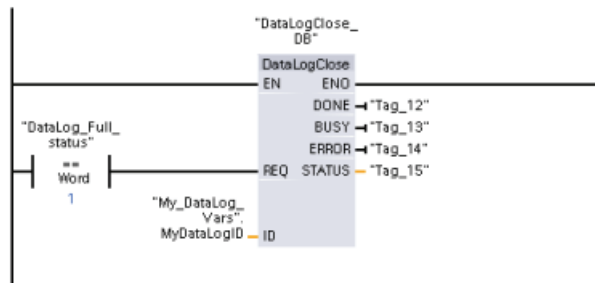 "DataLogClose_
DB"
DataLogClose
EN ENO
DONE "Tag_12"
BUSY "Tag_13"
ERROR "Tag_14"
"DataLog_Full_
status"
==
Word
1
REQ STATUS "Tag_15"
"My_DataLog_
Vars".
MyDataLogID ID